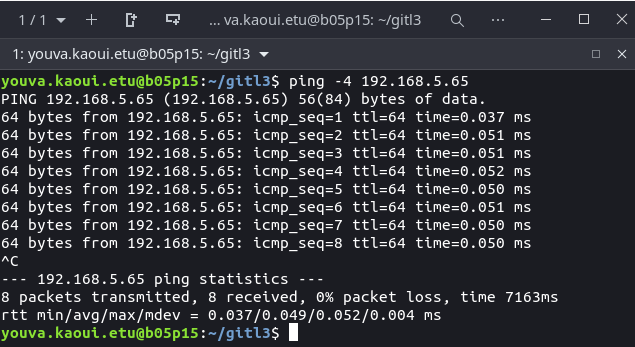 1 / 1
... va.kaoui.etu@b05p15: ~/gitl3
1: youva.kaoui.etu@b05p15:~/gitl3
youva.kaoui.etu@b05p15:~/gitl3$ ping -4 192.168.5.65
PING 192.168.5.65 (192.168.5.65) 56(84) bytes of data.
64 bytes from 192.168.5.65: icmp_seq=1 ttl=64 time=0.037 ms
64 bytes from 192.168.5.65: icmp_seq=2 ttl=64 time=0.051 ms
64 bytes from 192.168.5.65: icmp_seq=3 ttl=64 time=0.051 ms
64 bytes from 192.168.5.65: icmp_seq=4 ttl=64 time=0.052 ms
64 bytes from 192.168.5.65: icmp_seq=5 ttl=64 time=0.050 ms
64 bytes from 192.168.5.65: icmp_seq=6 ttl=64 time=0.051 ms
64 bytes from 192.168.5.65: icmp_seq=7 ttl=64 time=0.050 ms
64 bytes from 192.168.5.65: icmp_seq=8 ttl=64 time=0.050 ms
^C
--- 192.168.5.65 ping statistics ---
8 packets transmitted, 8 received, 0% packet loss, time 7163ms
rtt min/avg/max/mdev = 0.037/0.049/0.052/0.004 ms
youva.kaoui.etu@b05p15:~/gitl3$